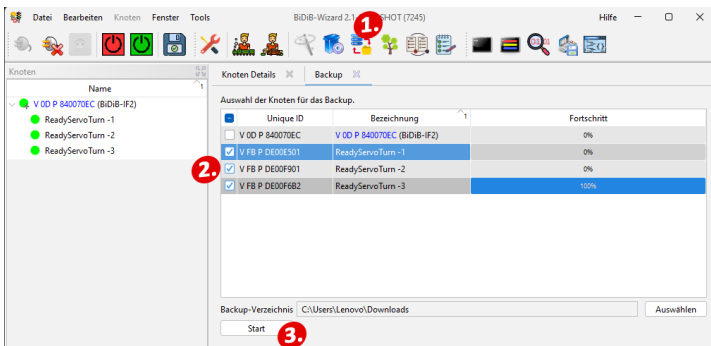 Datei Bearbeiten Knoten Fenster Tools BiDiB-Wizard 2.1 SHOT (7245) Hilfe
1.
Knoten
Name 1
V 0D P 840070EC (BiDiB-IF2)
ReadyServoTurn -1
ReadyServoTurn -2
ReadyServoTurn -3
Knoten Details Backup
Auswahl der Knoten für das Backup.
Unique ID Bezeichnung 1 Fortschritt
V 0D P 840070EC V 0D P 840070EC (BiDiB-IF2) 0%
V FB P DE00E501 ReadyServoTurn -1 0%
2. V FB P DE00F901 ReadyServoTurn -2 0%
V FB P DE00F6B2 ReadyServoTurn -3 100%
Backup-Verzeichnis C:\Users\Lenovo\Downloads Auswählen
Start 3.